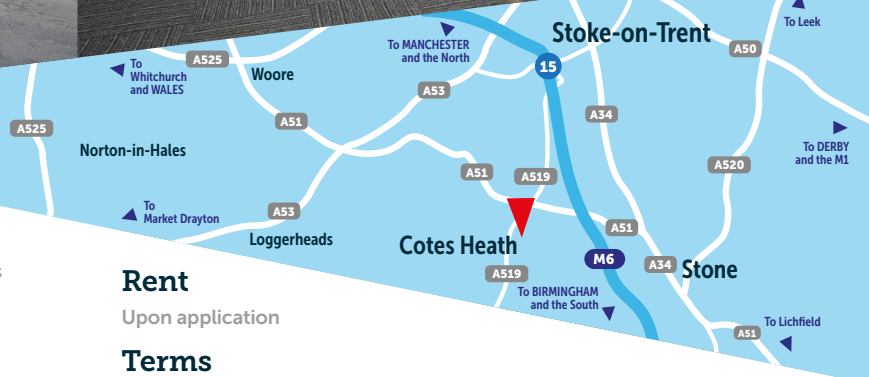 To Leek
Stoke-on-Trent
To MANCHESTER
and the North
A50
A525
To
Whitchurch
and WALES
Woore
15
A53
A34
A51
A525
To DERBY
and the M1
Norton-in-Hales
A520
A51
A519
To
Market Drayton
A53
A51
Loggerheads
Cotes Heath
M6
A34
Stone
A519
To BIRMINGHAM
and the South
To Lichfield
A51
Rent
Upon application
Terms